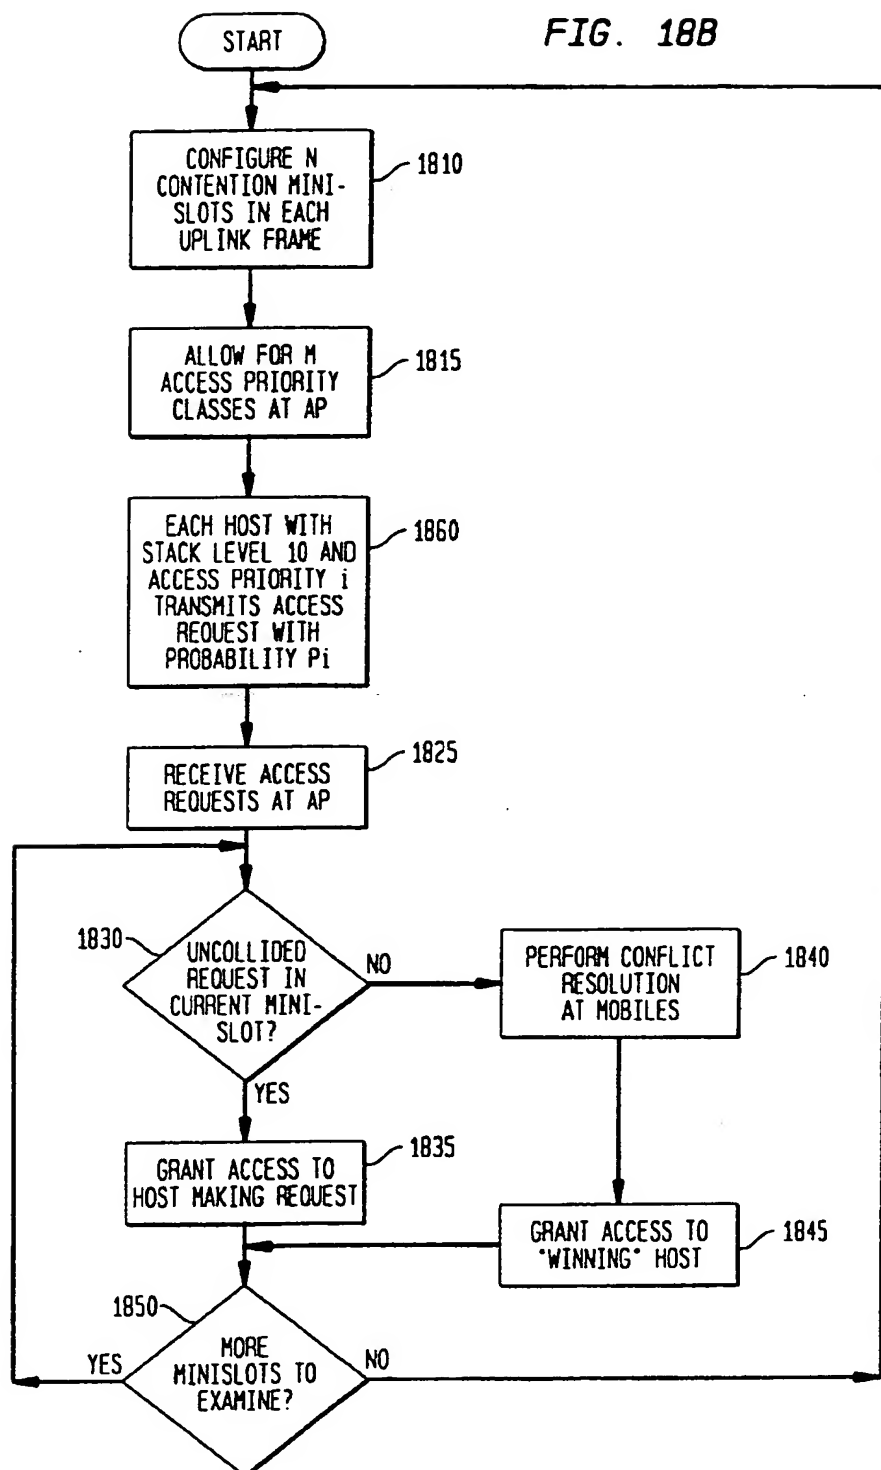 FIG. 18B
START
CONFIGURE N
CONTENTION MINI-
SLOTS IN EACH
UPLINK FRAME
1810
ALLOW FOR M
ACCESS PRIORITY
CLASSES AT AP
1815
EACH HOST WITH
STACK LEVEL 10 AND
ACCESS PRIORITY i
TRANSMITS ACCESS
REQUEST WITH
PROBABILITY Pi
1860
RECEIVE ACCESS
REQUESTS AT AP
1825
1830
UNCOLLIDED
REQUEST IN
CURRENT MINI-
SLOT?
NO
YES
PERFORM CONFLICT
RESOLUTION
AT MOBILES
1840
GRANT ACCESS TO
HOST MAKING REQUEST
1835
GRANT ACCESS TO
"WINNING" HOST
1845
1850
MORE
MINISLOTS TO
EXAMINE?
YES
NO